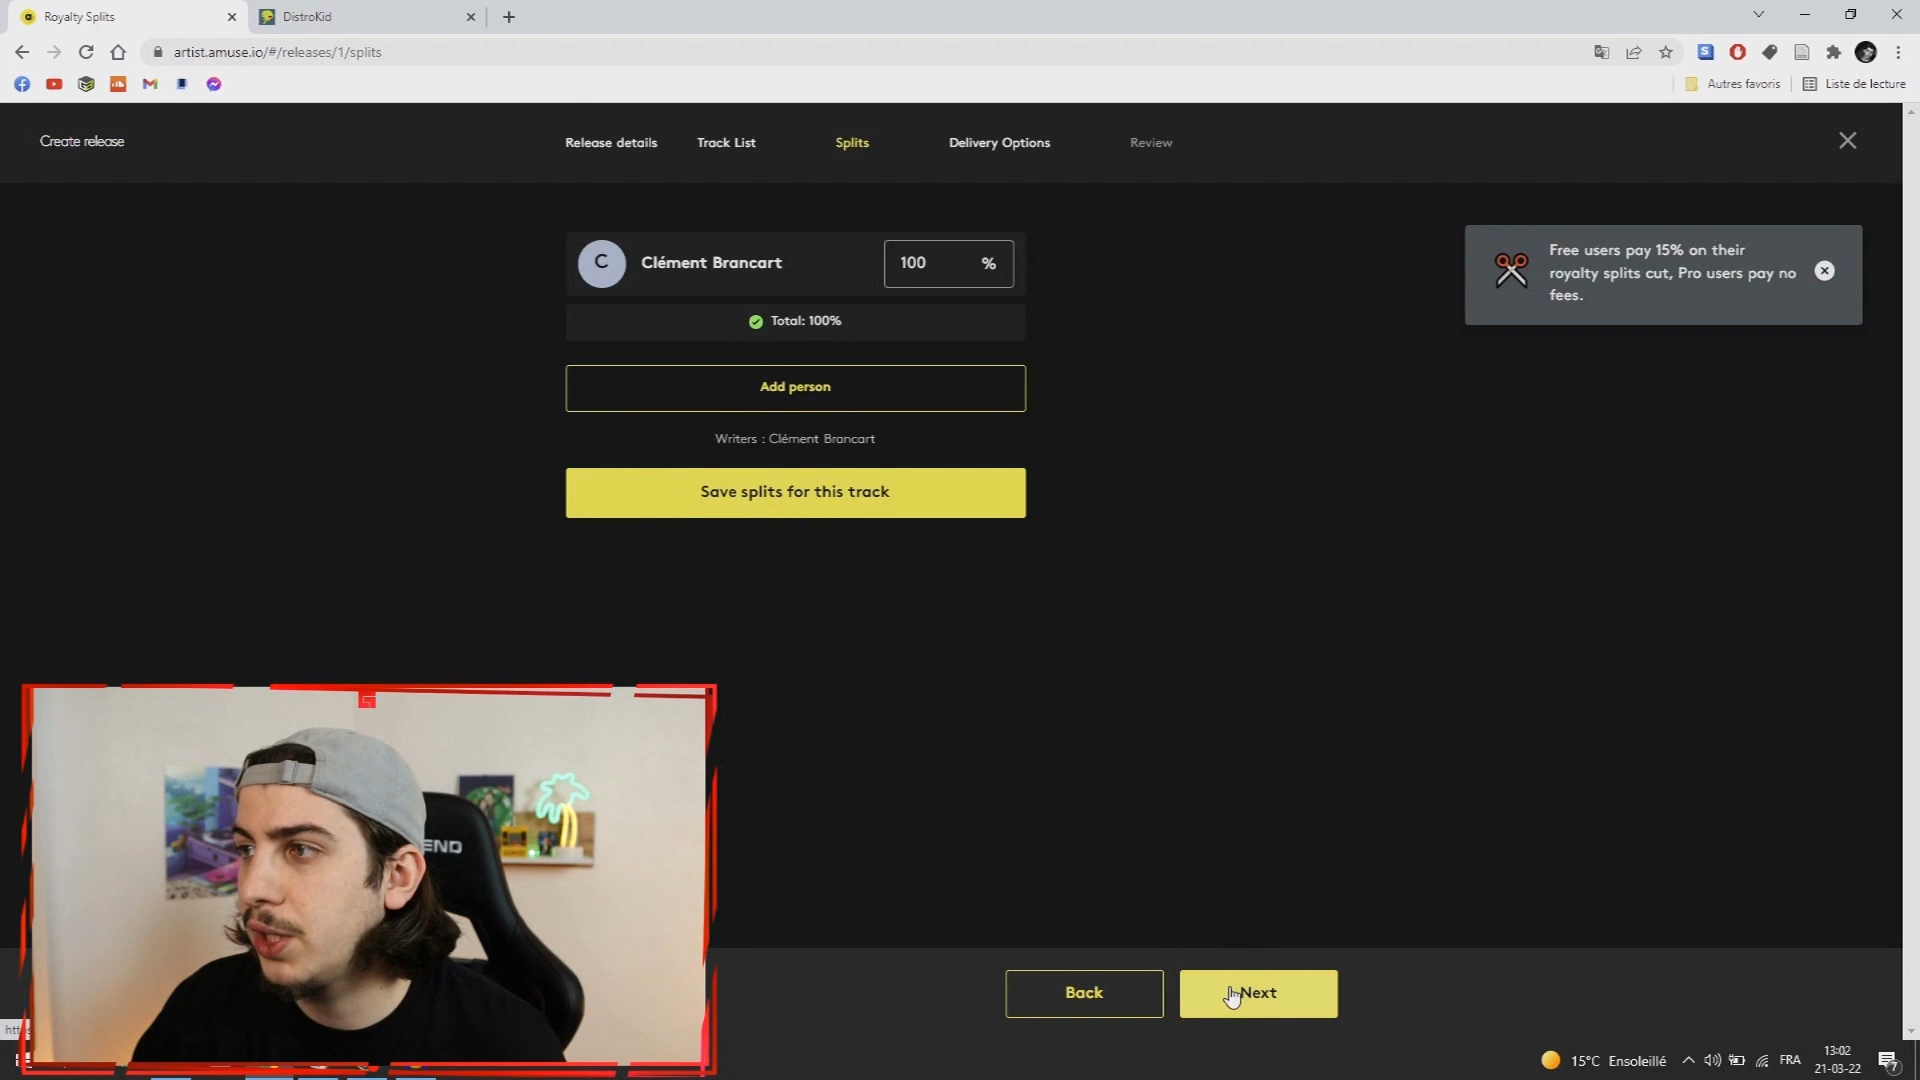 Royalty Splits
DistroKid
artist.amuse.io/#/releases/1/splits
Autres favoris
Liste de lecture
Create release
Release details
Track List
Splits
Delivery Options
Review
C
Clément Brancart
100
%
Total: 100%
Add person
Writers : Clément Brancart
Save splits for this track
Free users pay 15% on their
royalty splits cut, Pro users pay no
fees.
Back
Next
15°C Ensoleillé
FRA
13:02
21-03-22
7